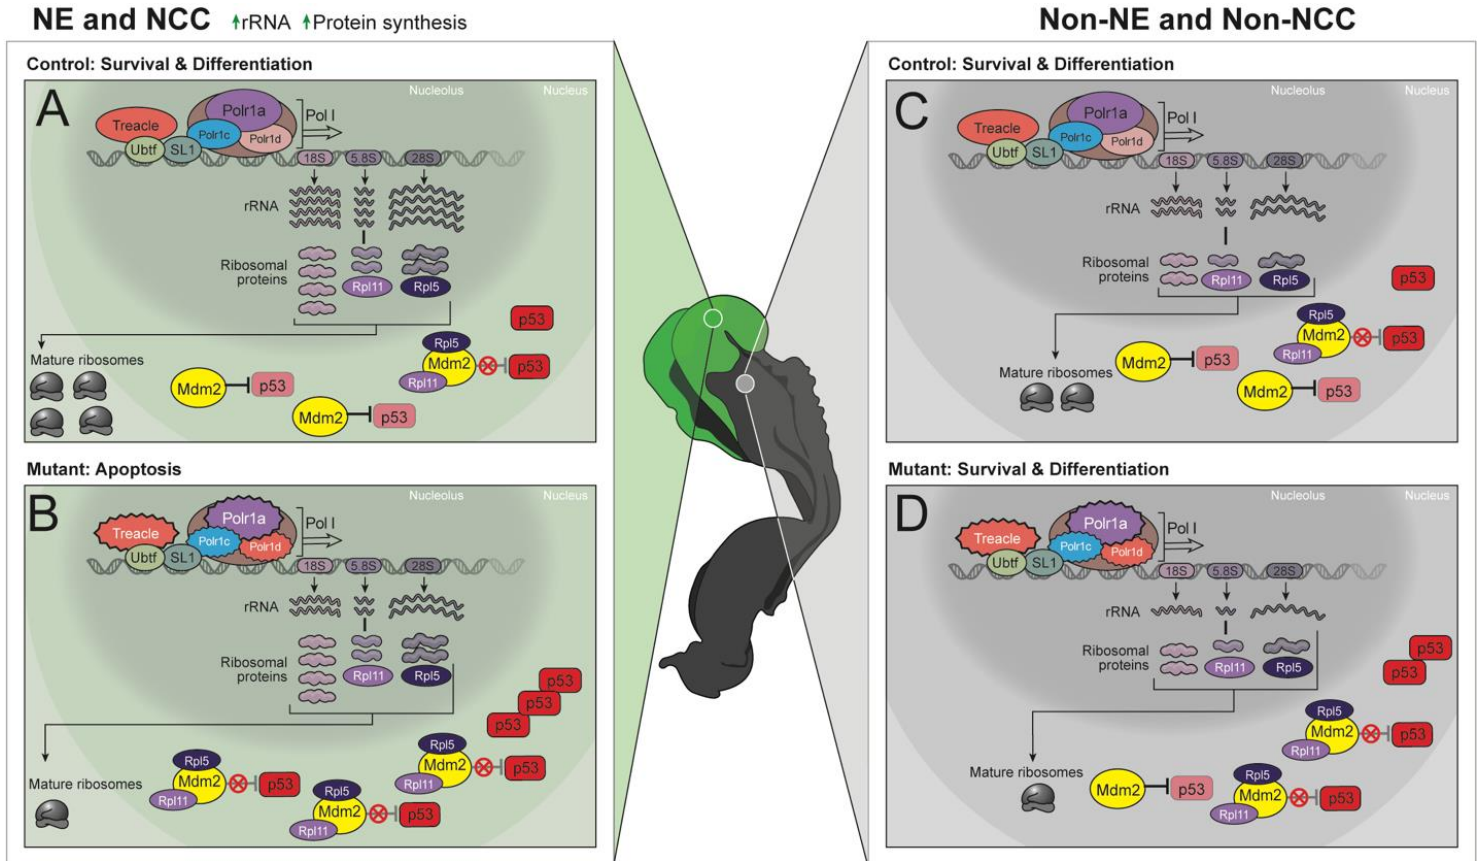 NE and NCC ↑rRNA ↑Protein synthesis
Non-NE and Non-NCC
Control: Survival & Differentiation
A
Nucleolus
Nucleus
Polr1a
Treacle
Polr1c
Polr1d
Pol I
Ubtf
SL1
18S
5.8S
28S
rRNA
Ribosomal
proteins
Rpl11
Rpl5
p53
Mature ribosomes
Rpl5
Mdm2
p53
Rpl11
Mdm2
p53
Mdm2
p53
Mutant: Apoptosis
B
Nucleolus
Nucleus
Polr1a
Treacle
Polr1c
Polr1d
Pol I
Ubtf
SL1
18S
5.8S
28S
rRNA
Ribosomal
proteins
Rpl11
Rpl5
p53
p53
p53
Mature ribosomes
Rpl5
Mdm2
p53
Rpl11
Rpl5
Mdm2
p53
Rpl11
Rpl5
Mdm2
p53
Rpl11
Control: Survival & Differentiation
C
Nucleolus
Nucleus
Polr1a
Treacle
Polr1c
Polr1d
Pol I
Ubtf
SL1
18S
5.8S
28S
rRNA
Ribosomal
proteins
Rpl11
Rpl5
p53
Rpl5
Mdm2
p53
Rpl11
Mature ribosomes
Mdm2
p53
Mdm2
p53
Mutant: Survival & Differentiation
D
Nucleolus
Nucleus
Polr1a
Treacle
Polr1c
Polr1d
Pol I
Ubtf
SL1
18S
5.8S
28S
rRNA
Ribosomal
proteins
Rpl11
Rpl5
p53
p53
Rpl5
Mdm2
p53
Rpl11
Mature ribosomes
Mdm2
p53
Rpl5
Mdm2
p53
Rpl11